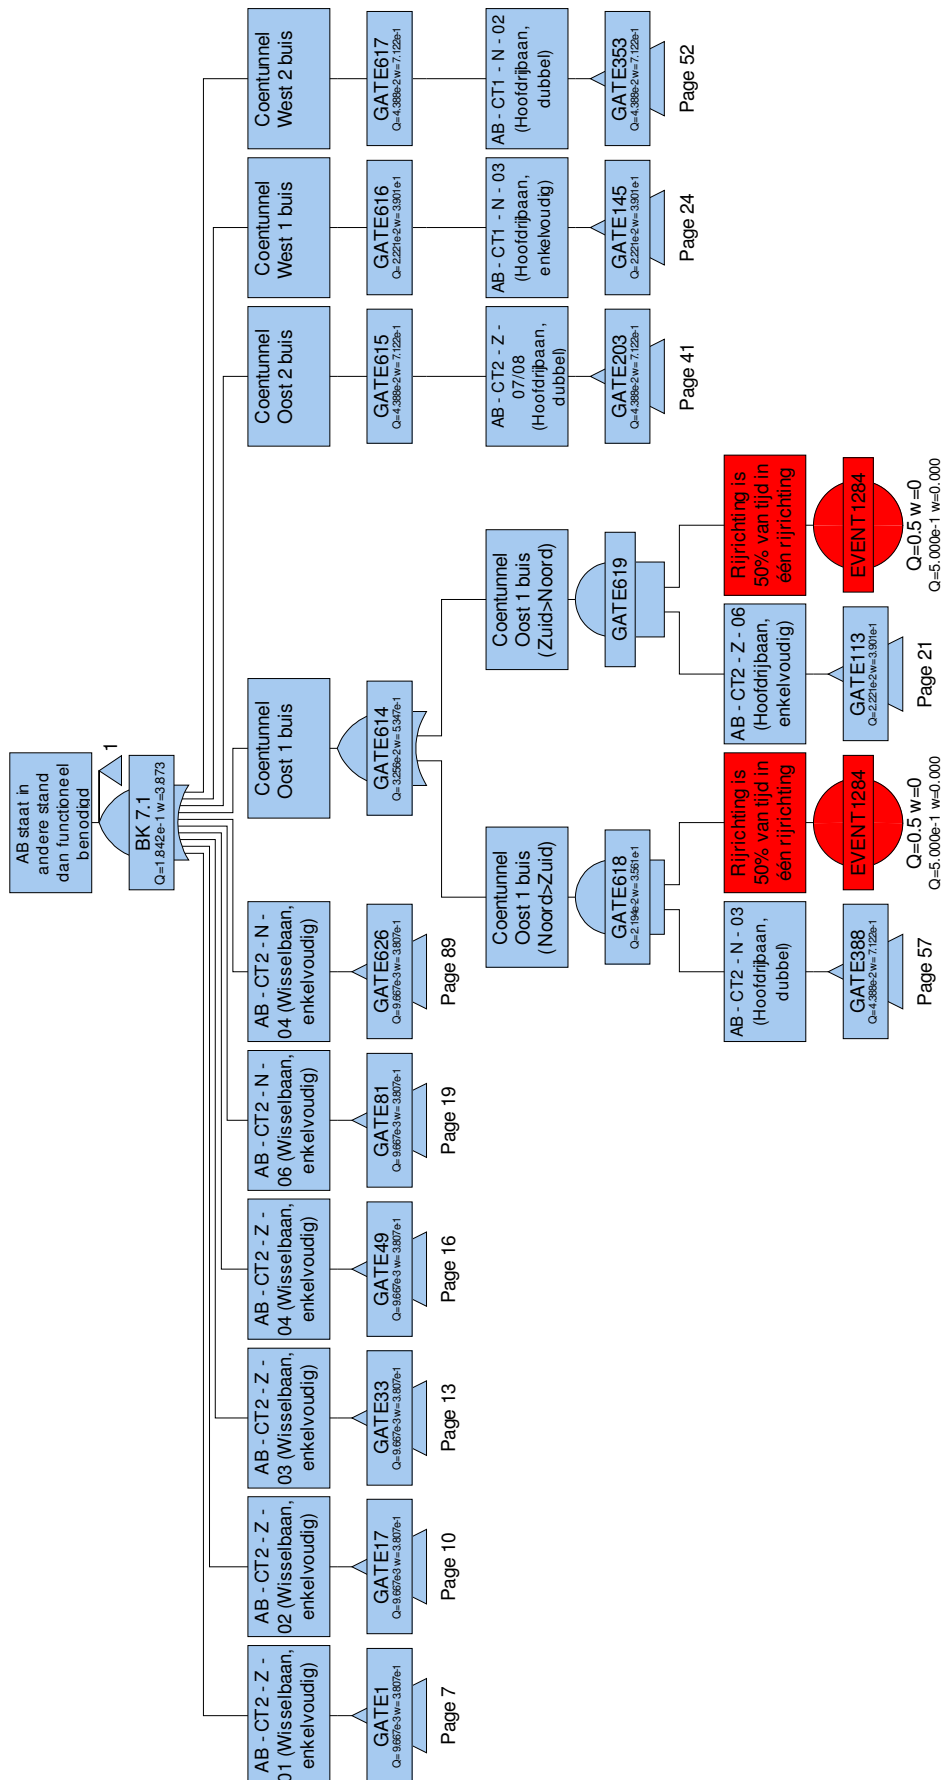 AB staat in
andere stand
dan functioneel
benodigd
1
BK 7.1
Q=1.842e-1 w=3.873
AB - CT2 - Z -
01 (Wisselbaan,
enkelvoudig)
GATE1
Q=9.667e-3 w=3.807e-1
Page 7
AB - CT2 - Z -
02 (Wisselbaan,
enkelvoudig)
GATE17
Q=9.667e-3 w=3.807e-1
Page 10
AB - CT2 - Z -
03 (Wisselbaan,
enkelvoudig)
GATE33
Q=9.667e-3 w=3.807e-1
Page 13
AB - CT2 - Z -
04 (Wisselbaan,
enkelvoudig)
GATE49
Q=9.667e-3 w=3.807e-1
Page 16
AB - CT2 - N -
06 (Wisselbaan,
enkelvoudig)
GATE81
Q=9.667e-3 w=3.807e-1
Page 19
AB - CT2 - N -
04 (Wisselbaan,
enkelvoudig)
GATE626
Q=9.667e-3 w=3.807e-1
Page 89
Coentunnel
Oost 1 buis
GATE614
Q=3.256e-2 w=5.347e-1
Coentunnel
Oost 1 buis
(Noord>Zuid)
GATE618
Q=2.194e-2 w=3.561e-1
AB - CT2 - N - 03
(Hoofdrijbaan,
dubbel)
GATE388
Q=4.388e-2 w=7.122e-1
Page 57
Rijrichting is
50% van tijd in
één rijrichting
EVENT1284
Q=0.5 w=0
Q=5.000e-1 w=0.000
Coentunnel
Oost 1 buis
(Zuid>Noord)
GATE619
AB - CT2 - Z - 06
(Hoofdrijbaan,
enkelvoudig)
GATE113
Q=2.221e-2 w=3.901e-1
Page 21
Rijrichting is
50% van tijd in
één rijrichting
EVENT1284
Q=0.5 w=0
Q=5.000e-1 w=0.000
Coentunnel
Oost 2 buis
GATE615
Q=4.388e-2 w=7.122e-1
AB - CT2 - Z -
07/08
(Hoofdrijbaan,
dubbel)
GATE203
Q=4.388e-2 w=7.122e-1
Page 41
Coentunnel
West 1 buis
GATE616
Q=2.221e-2 w=3.901e-1
AB - CT1 - N - 03
(Hoofdrijbaan,
enkelvoudig)
GATE145
Q=2.221e-2 w=3.901e-1
Page 24
Coentunnel
West 2 buis
GATE617
Q=4.388e-2 w=7.122e-1
AB - CT1 - N - 02
(Hoofdrijbaan,
dubbel)
GATE353
Q=4.388e-2 w=7.122e-1
Page 52